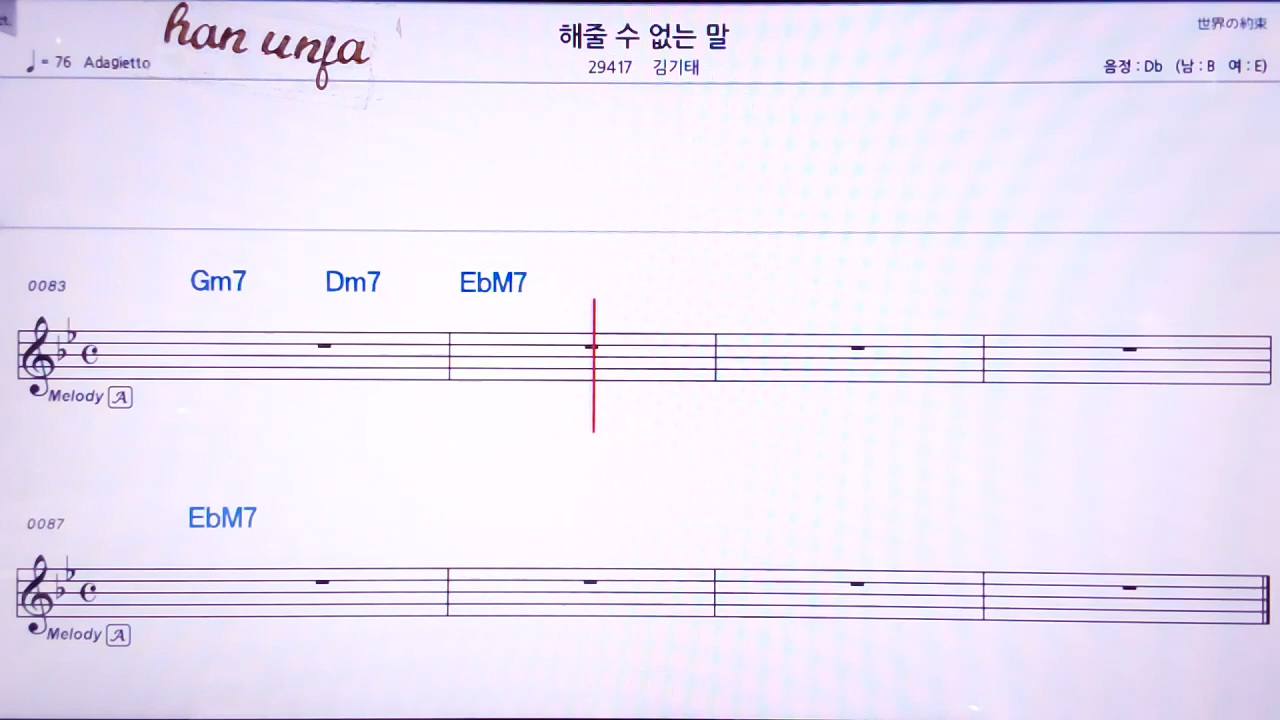 han unja
해줄 수 없는 말
世界の約束
♩ = 76 Adagietto
29417 김기태
음정 : Db (남 : B 여 : E)
0083 Gm7 Dm7 EbM7
Melody A
0087 EbM7
Melody A